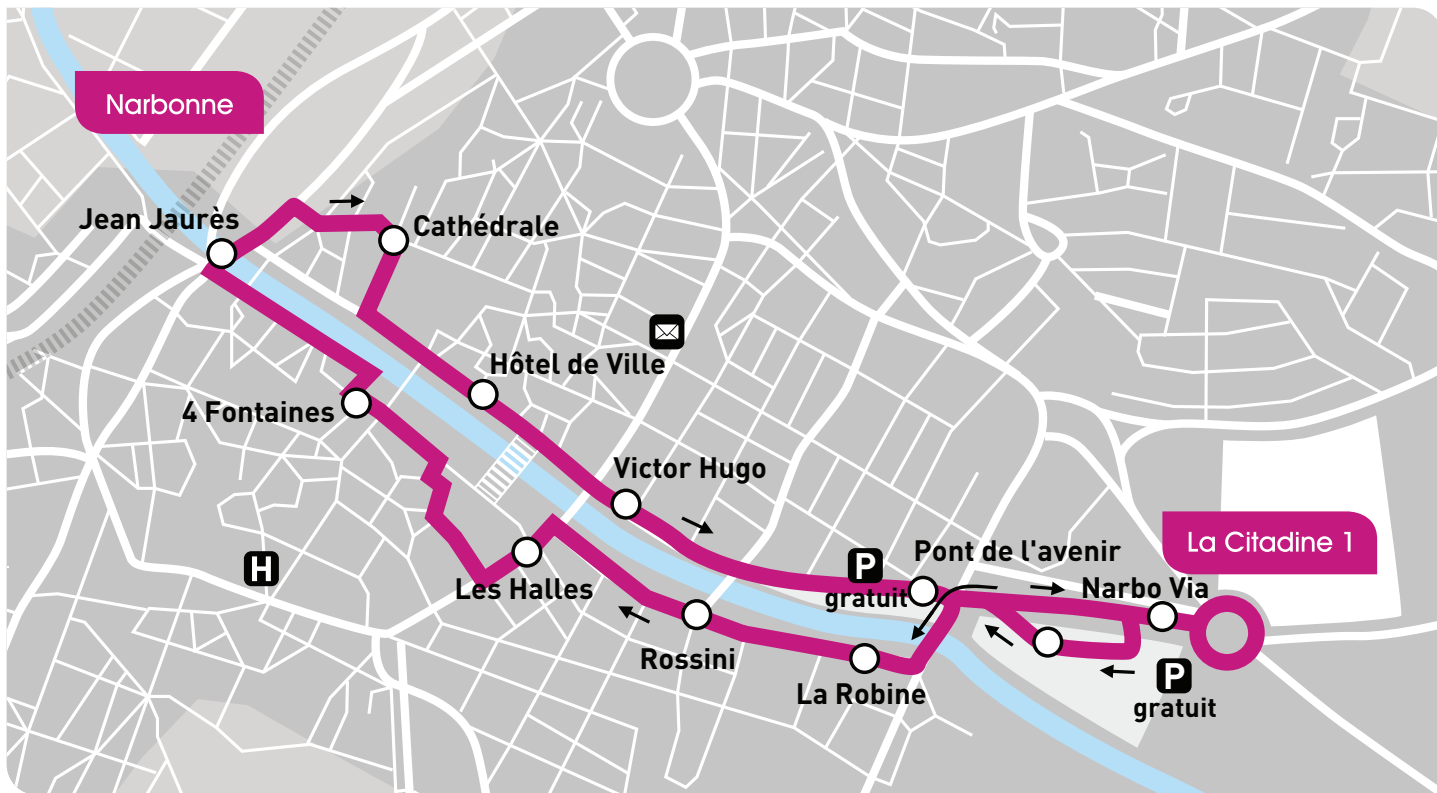 Narbonne
Jean Jaurès
Cathédrale
Hôtel de Ville
4 Fontaines
Victor Hugo
La Citadine 1
Pont de l'avenir
P
gratuit
H
Les Halles
Narbo Via
Rossini
La Robine
P
gratuit